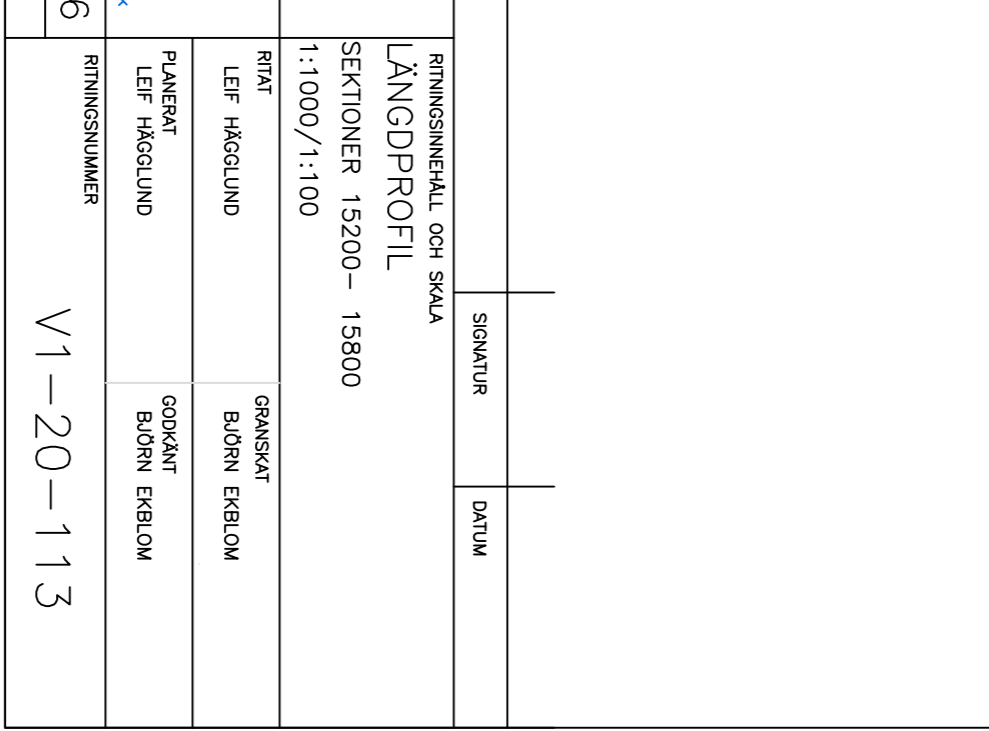 SIGNATUR
DATUM
RITNINGSINNEHÅLL OCH SKALA
LÄNGDPROFIL
SEKTIONER 15200- 15800
1:1000/1:100
RITAT
LEIF HÄGGLUND
GRANSKAT
BJÖRN EKBLOM
PLANERAT
LEIF HÄGGLUND
GODKÄNT
BJÖRN EKBLOM
RITNINGSNUMMER
V1-20-113
6
x